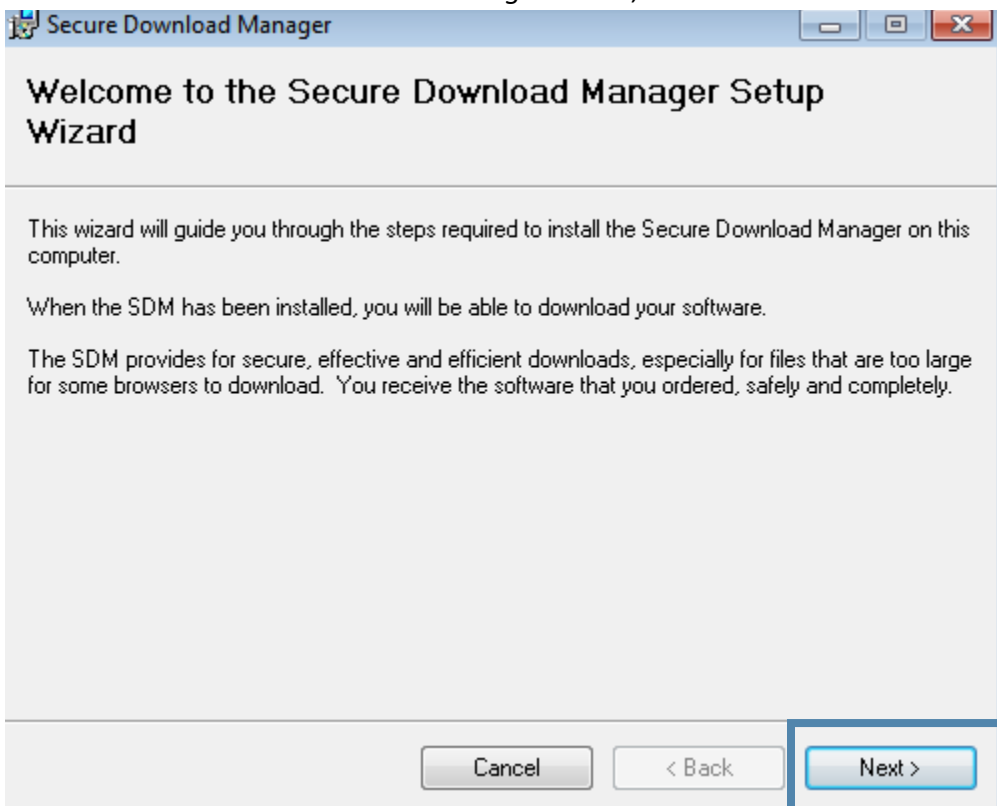 Secure Download Manager
Welcome to the Secure Download Manager Setup
Wizard
This wizard will guide you through the steps required to install the Secure Download Manager on this
computer.
When the SDM has been installed, you will be able to download your software.
The SDM provides for secure, effective and efficient downloads, especially for files that are too large
for some browsers to download.  You receive the software that you ordered, safely and completely.
Cancel < Back Next >